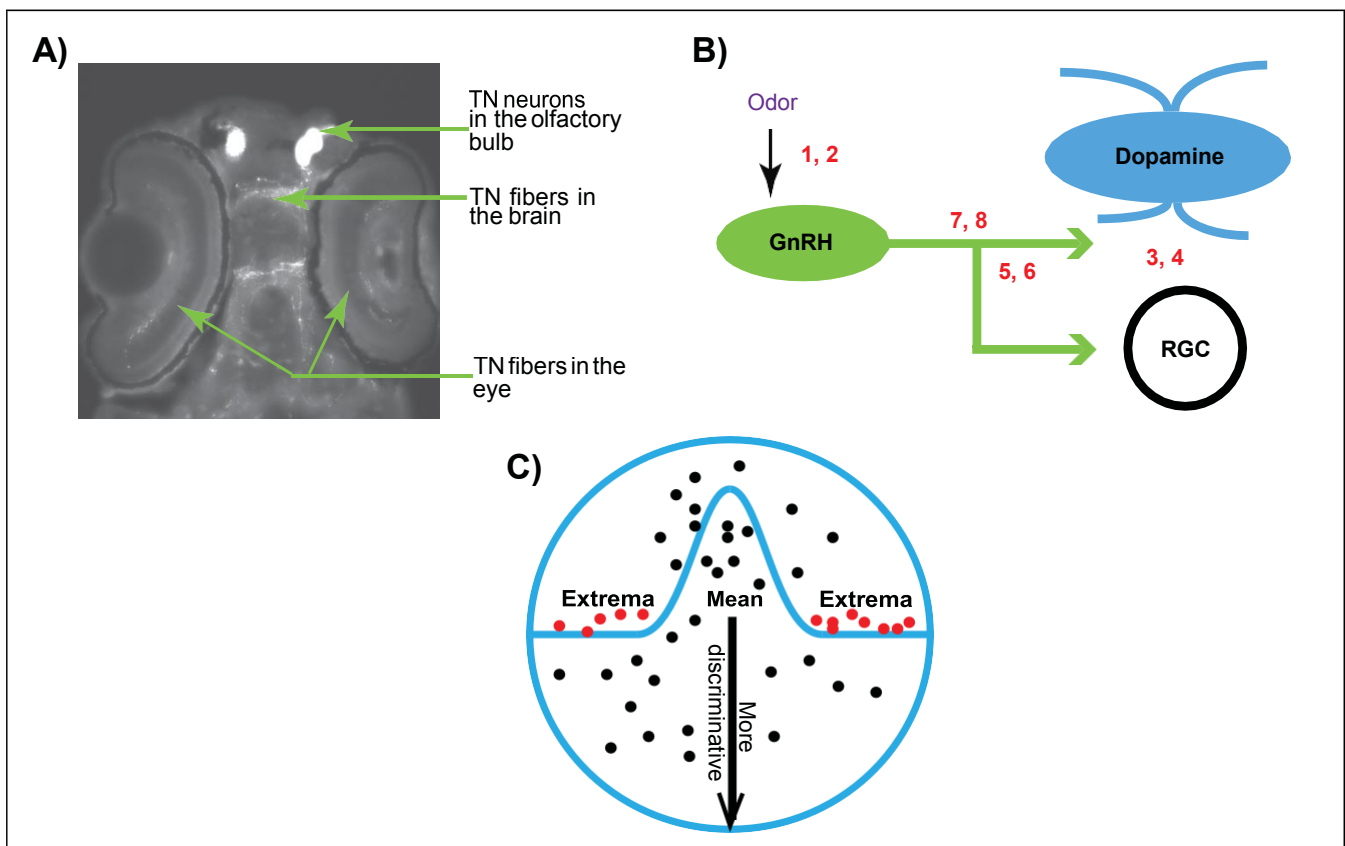 A)
TN neurons
in the olfactory
bulb
TN fibers in
the brain
TN fibers in the
eye
B)
Odor
1, 2
GnRH
7, 8
5, 6
Dopamine
3, 4
RGC
C)
Extrema
Mean
Extrema
More
discriminative